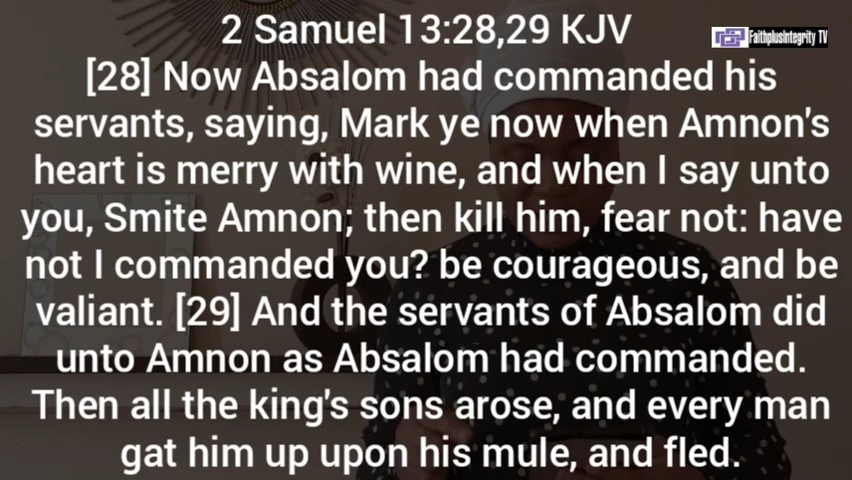 2 Samuel 13:28,29 KJV
FaithplusIntegrity TV
[28] Now Absalom had commanded his
servants, saying, Mark ye now when Amnon's
heart is merry with wine, and when I say unto
you, Smite Amnon; then kill him, fear not: have
not I commanded you? be courageous, and be
valiant. [29] And the servants of Absalom did
unto Amnon as Absalom had commanded.
Then all the king's sons arose, and every man
gat him up upon his mule, and fled.